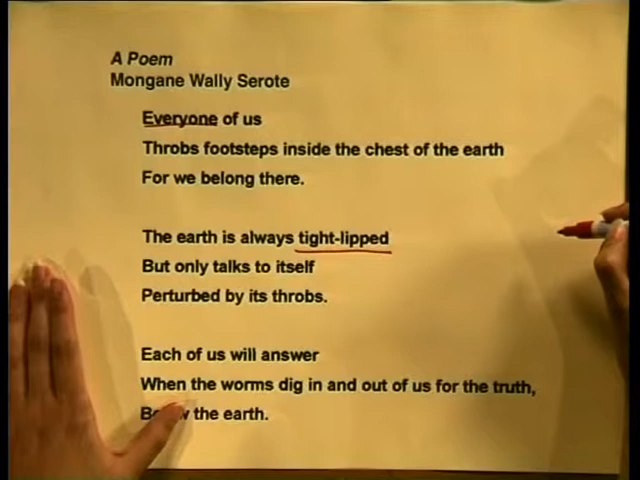 A Poem
Mongane Wally Serote
Everyone of us
Throbs footsteps inside the chest of the earth
For we belong there.
The earth is always tight-lipped
But only talks to itself
Perturbed by its throbs.
Each of us will answer
When the worms dig in and out of us for the truth,
the earth.